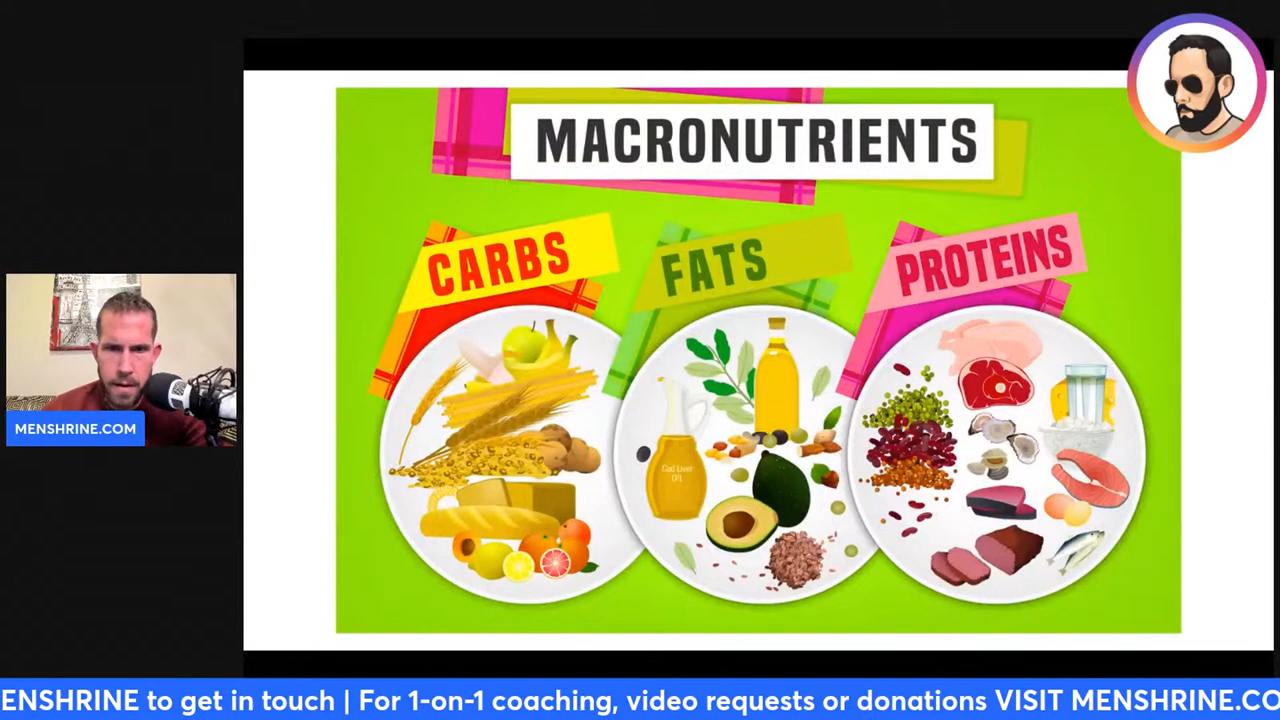 MACRONUTRIENTS
CARBS
FATS
PROTEINS
Cod Liver
Oil
MENSHRINE.COM
ENSHRINE to get in touch | For 1-on-1 coaching, video requests or donations VISIT MENSHRINE.CO